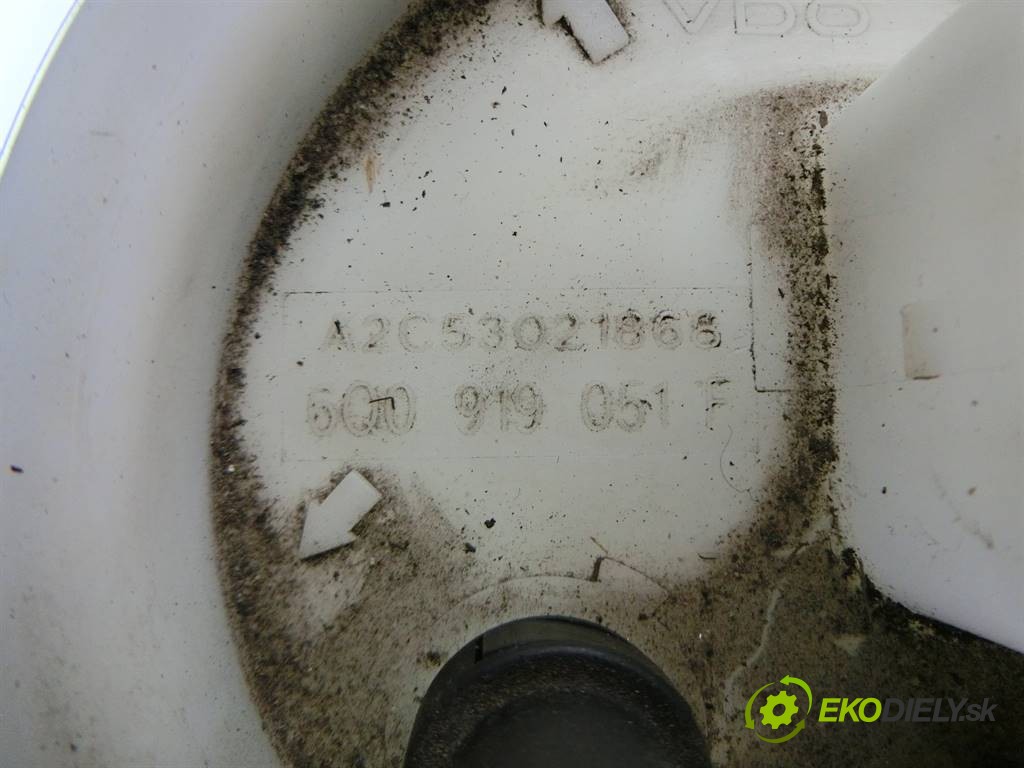 VDO
A2C53021868
6Q0 919 051 F
EKODIELY.sk